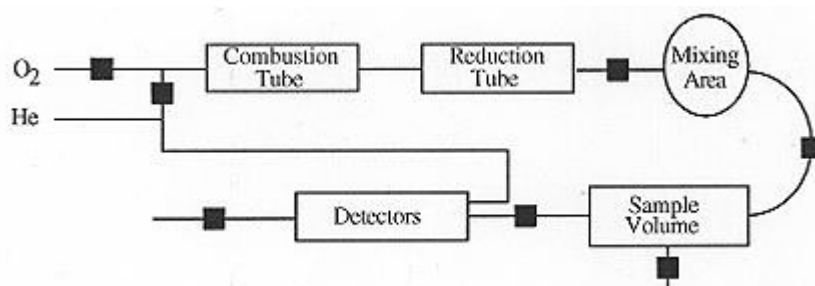 O₂
He
Combustion
Tube
Reduction
Tube
Mixing
Area
Detectors
Sample
Volume